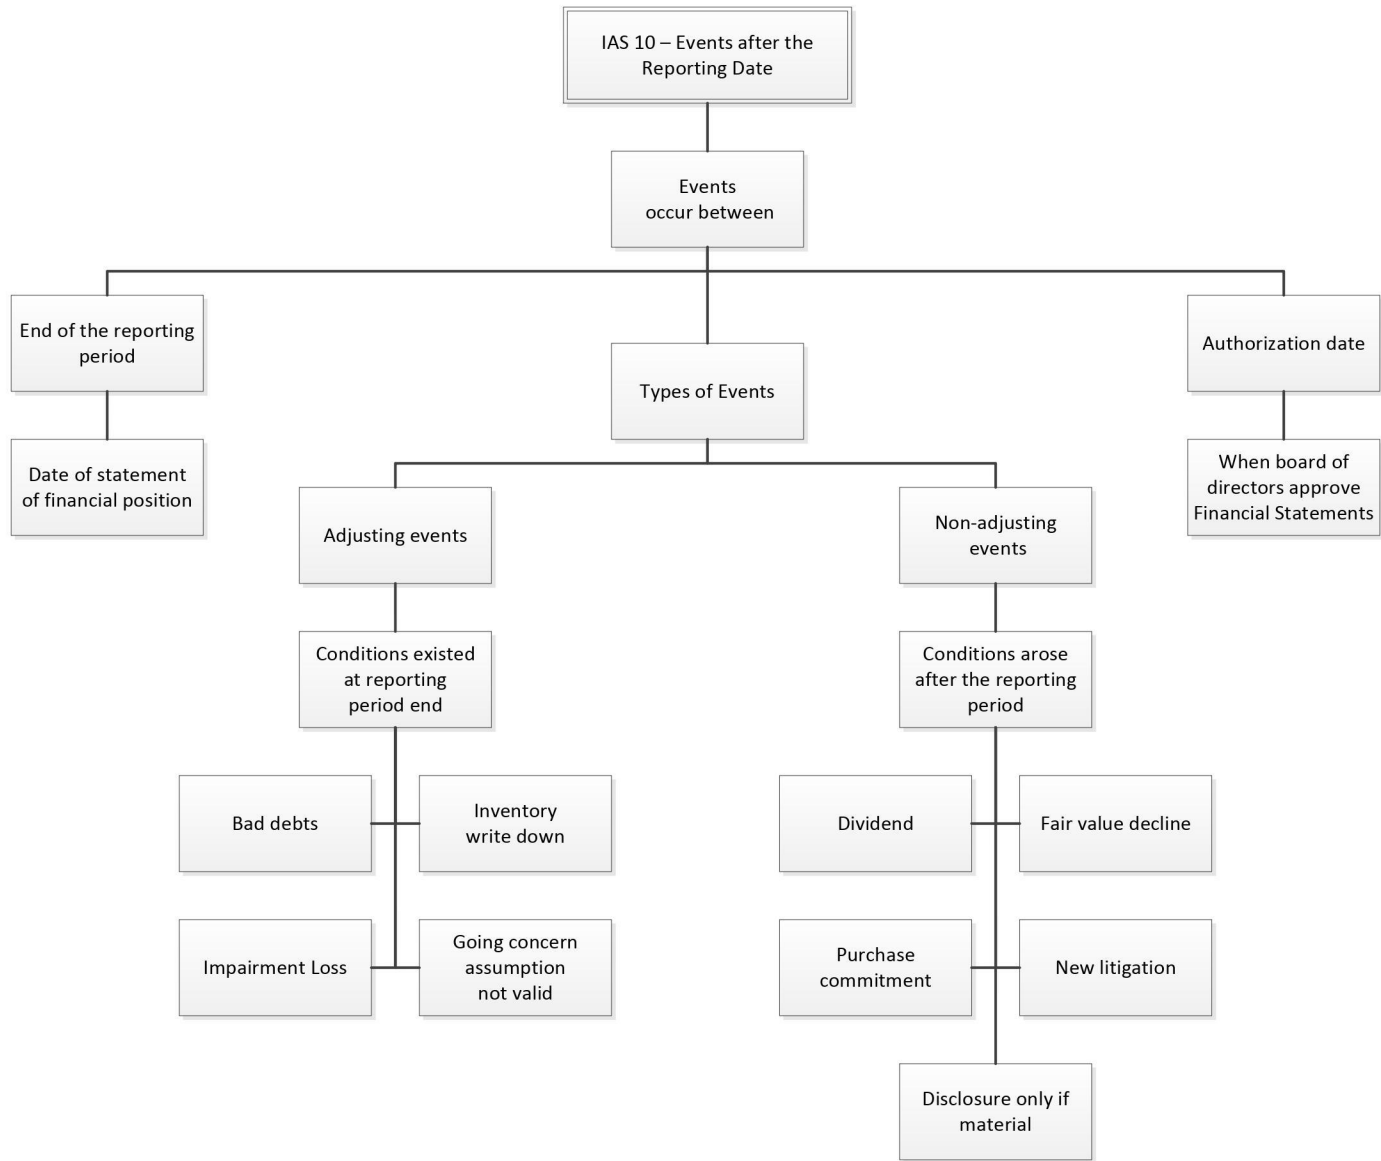 IAS 10 – Events after the
Reporting Date
Events
occur between
End of the reporting
period
Types of Events
Authorization date
Date of statement
of financial position
When board of
directors approve
Financial Statements
Adjusting events
Non-adjusting
events
Conditions existed
at reporting
period end
Conditions arose
after the reporting
period
Bad debts
Inventory
write down
Dividend
Fair value decline
Impairment Loss
Going concern
assumption
not valid
Purchase
commitment
New litigation
Disclosure only if
material